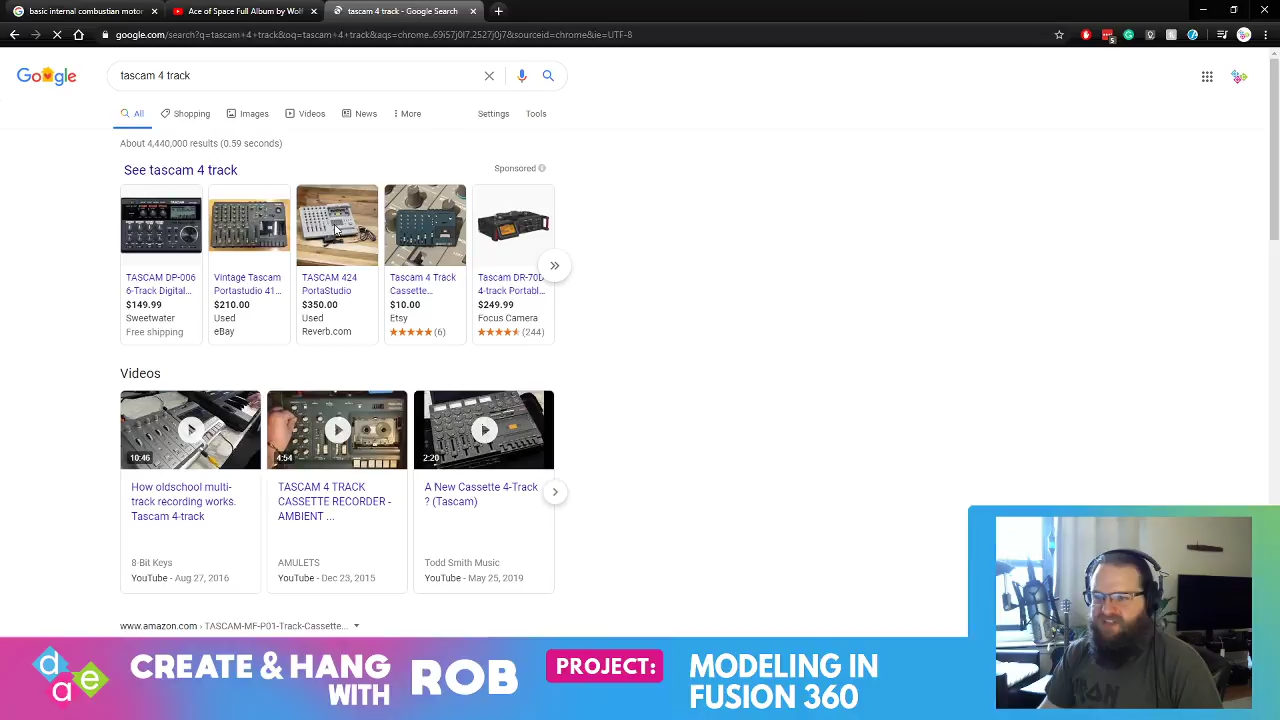 basic internal combustian motor
Ace of Space Full Album by Wolf
tascam 4 track - Google Search
google.com/search?q=tascam+4+track&oq=tascam+4+track&aqs=chrome..69i57j0l7.2527j0j7&sourceid=chrome&ie=UTF-8
Google
tascam 4 track
All Shopping Images Videos News More Settings Tools
About 4,440,000 results (0.59 seconds)
See tascam 4 track
Sponsored
TASCAM DP-006
6-Track Digital...
$149.99
Sweetwater
Free shipping
Vintage Tascam
Portastudio 41...
$210.00
Used
eBay
TASCAM 424
PortaStudio
$350.00
Used
Reverb.com
Tascam 4 Track
Cassette...
$10.00
Etsy
(6)
Tascam DR-70D
4-track Portabl...
$249.99
Focus Camera
(244)
Videos
10:46
How oldschool multi-
track recording works.
Tascam 4-track
8-Bit Keys
YouTube - Aug 27, 2016
4:54
TASCAM 4 TRACK
CASSETTE RECORDER -
AMBIENT ...
AMULETS
YouTube - Dec 23, 2015
2:20
A New Cassette 4-Track
? (Tascam)
Todd Smith Music
YouTube - May 25, 2019
www.amazon.com › TASCAM-MF-P01-Track-Cassette...
dae
CREATE & HANG
WITH
ROB
PROJECT:
MODELING IN
FUSION 360